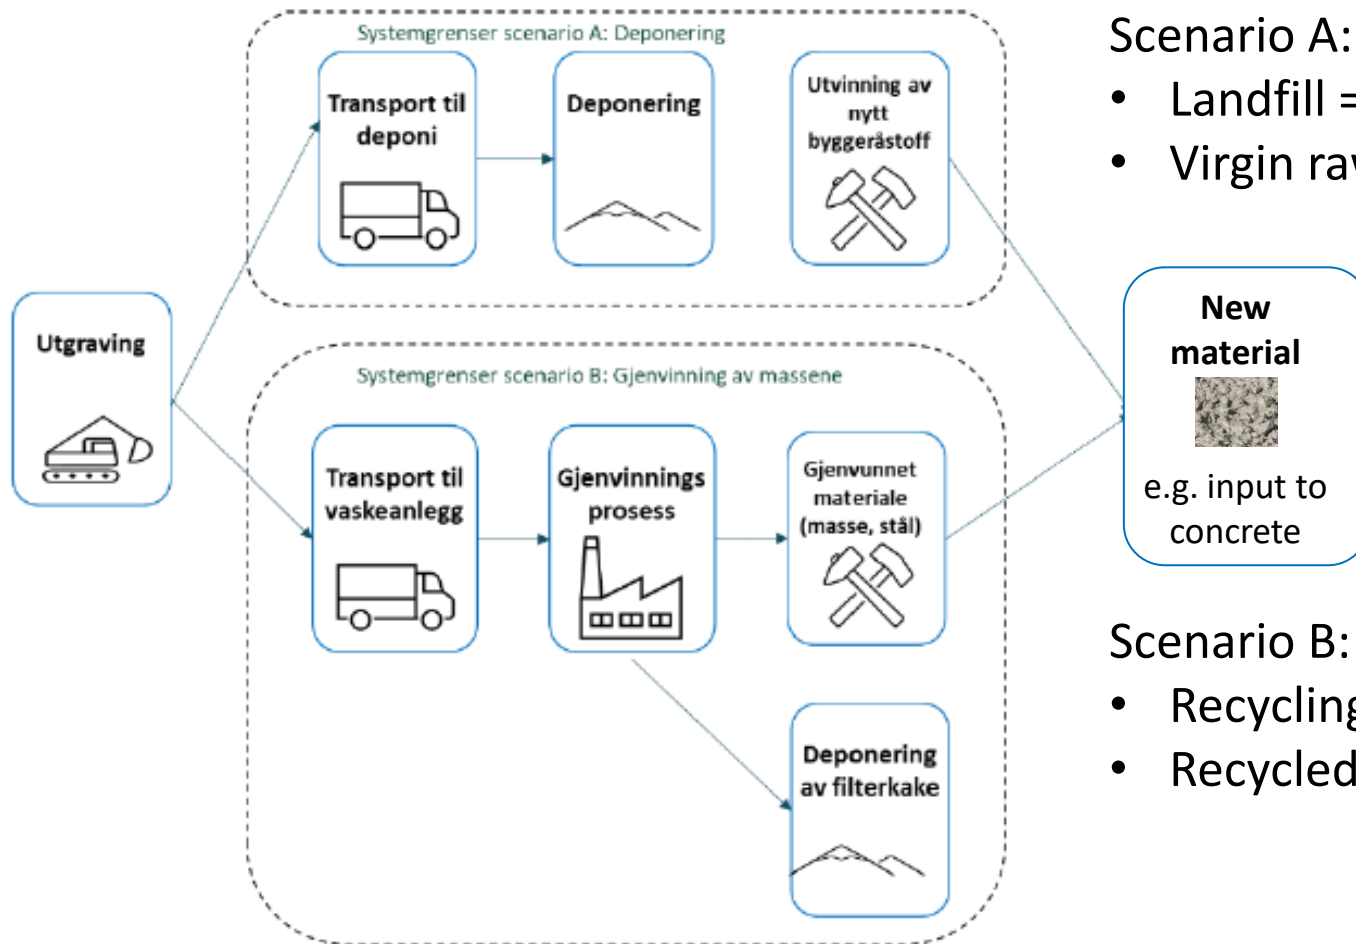 Systemgrenser scenario A: Deponering
Transport til
deponi
Deponering
Utvinning av
nytt
byggeråstoff
Utgraving
Systemgrenser scenario B: Gjenvinning av massene
Transport til
vaskeanlegg
Gjenvinnings
prosess
Gjenvunnet
materiale
(masse, stål)
Deponering
av filterkake
Scenario A:
• Landfill =
• Virgin raw
New
material
e.g. input to
concrete
Scenario B:
• Recycling
• Recycled